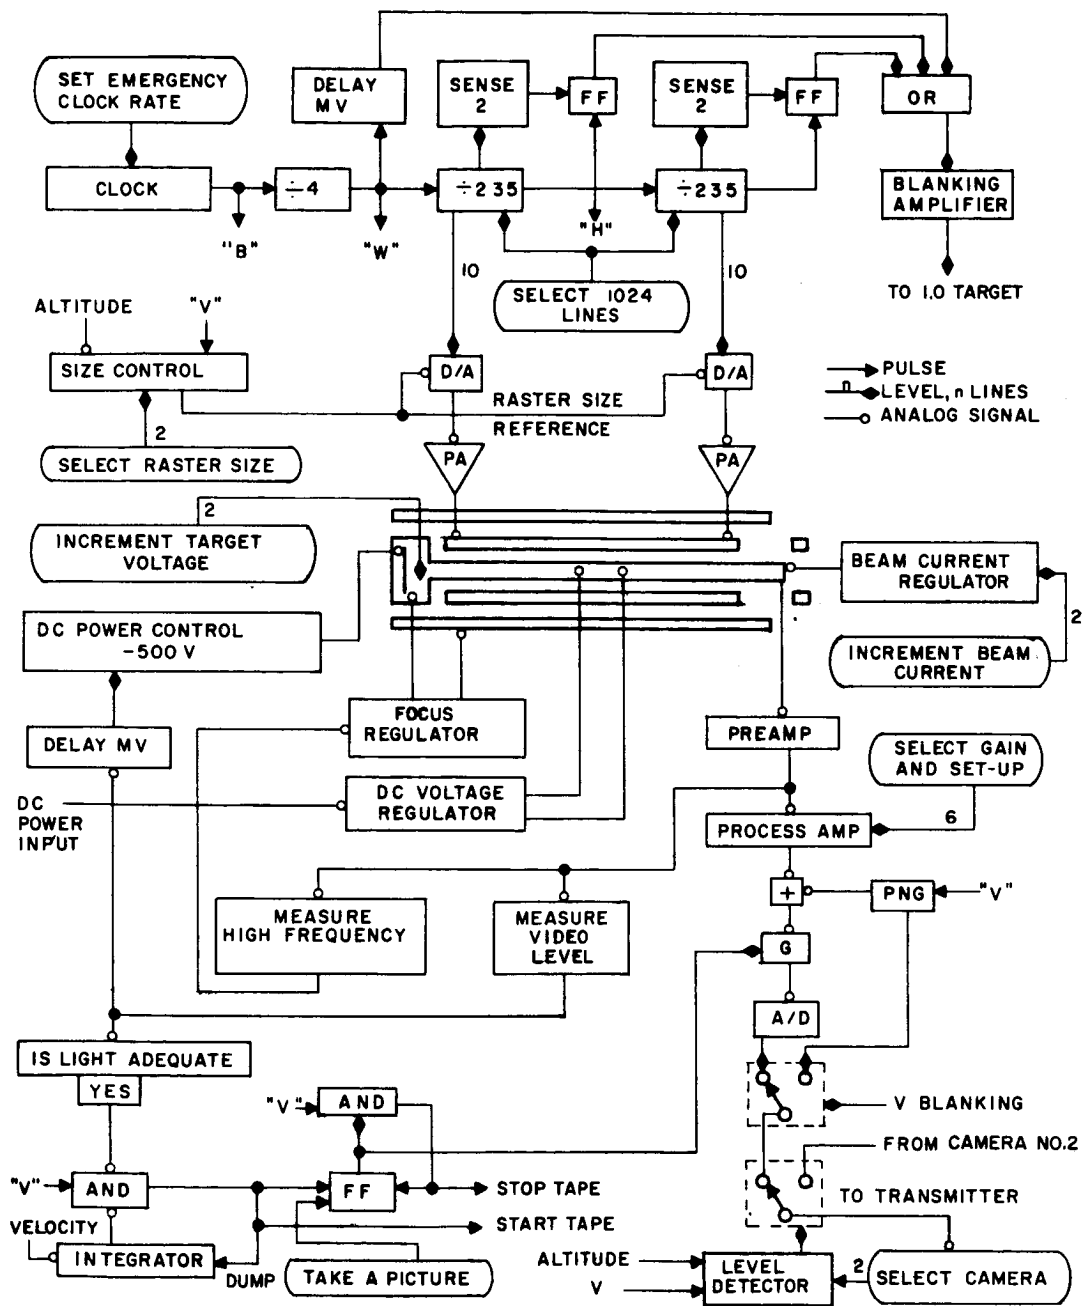 SET EMERGENCY
CLOCK RATE
DELAY
MV
SENSE
2
FF
SENSE
2
FF
OR
CLOCK
÷4
÷235
÷235
BLANKING
AMPLIFIER
"B"
"W"
"H"
10
10
SELECT 1024
LINES
TO 1.0 TARGET
ALTITUDE
"V"
SIZE CONTROL
D/A
D/A
RASTER SIZE
REFERENCE
PULSE
n
LEVEL, n LINES
ANALOG SIGNAL
2
SELECT RASTER SIZE
PA
PA
2
INCREMENT TARGET
VOLTAGE
BEAM CURRENT
REGULATOR
DC POWER CONTROL
-500 V
2
INCREMENT BEAM
CURRENT
FOCUS
REGULATOR
DELAY MV
PREAMP
SELECT GAIN
AND SET-UP
DC
POWER
INPUT
DC VOLTAGE
REGULATOR
6
PROCESS AMP
+
PNG
"V"
MEASURE
HIGH FREQUENCY
MEASURE
VIDEO
LEVEL
G
A/D
IS LIGHT ADEQUATE
YES
"V"
AND
V BLANKING
FROM CAMERA NO.2
"V"
AND
FF
STOP TAPE
TO TRANSMITTER
VELOCITY
START TAPE
INTEGRATOR
DUMP
TAKE A PICTURE
ALTITUDE
V
LEVEL
DETECTOR
2
SELECT CAMERA